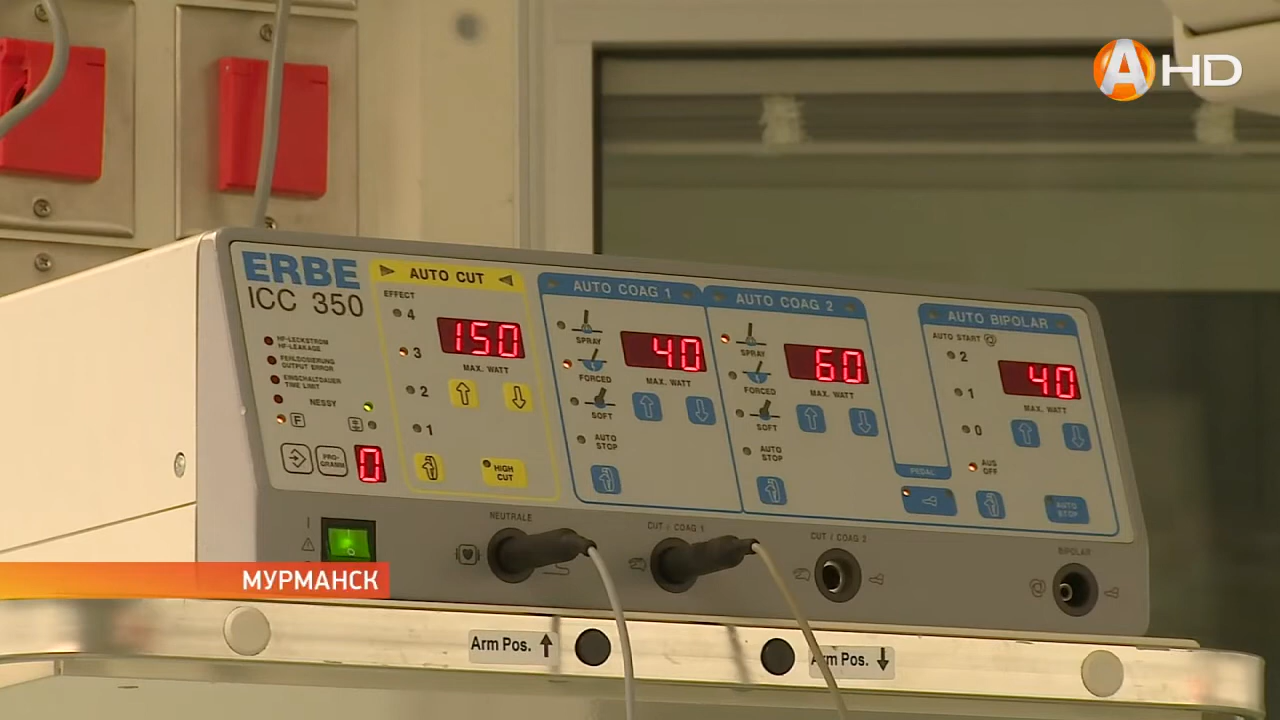 A HD
ERBE
ICC 350
HF-LECKSTROM
HF-LEAKAGE
FEHLDOSIERUNG
OUTPUT ERROR
EINSCHALTDAUER
TIME LIMIT
NESSY
F
PRO-
GRAMM
0
AUTO CUT
EFFECT
4
3
2
1
150
MAX. WATT
HIGH
CUT
AUTO COAG 1
SPRAY
FORCED
SOFT
AUTO
STOP
40
MAX. WATT
AUTO COAG 2
SPRAY
FORCED
SOFT
AUTO
STOP
60
MAX. WATT
PEDAL
AUTO BIPOLAR
AUTO START
2
1
0
AUS
OFF
40
MAX. WATT
AUTO
STOP
NEUTRALE
CUT / COAG 1
CUT / COAG 2
BIPOLAR
МУРМАНСК
Arm Pos.
Arm Pos.